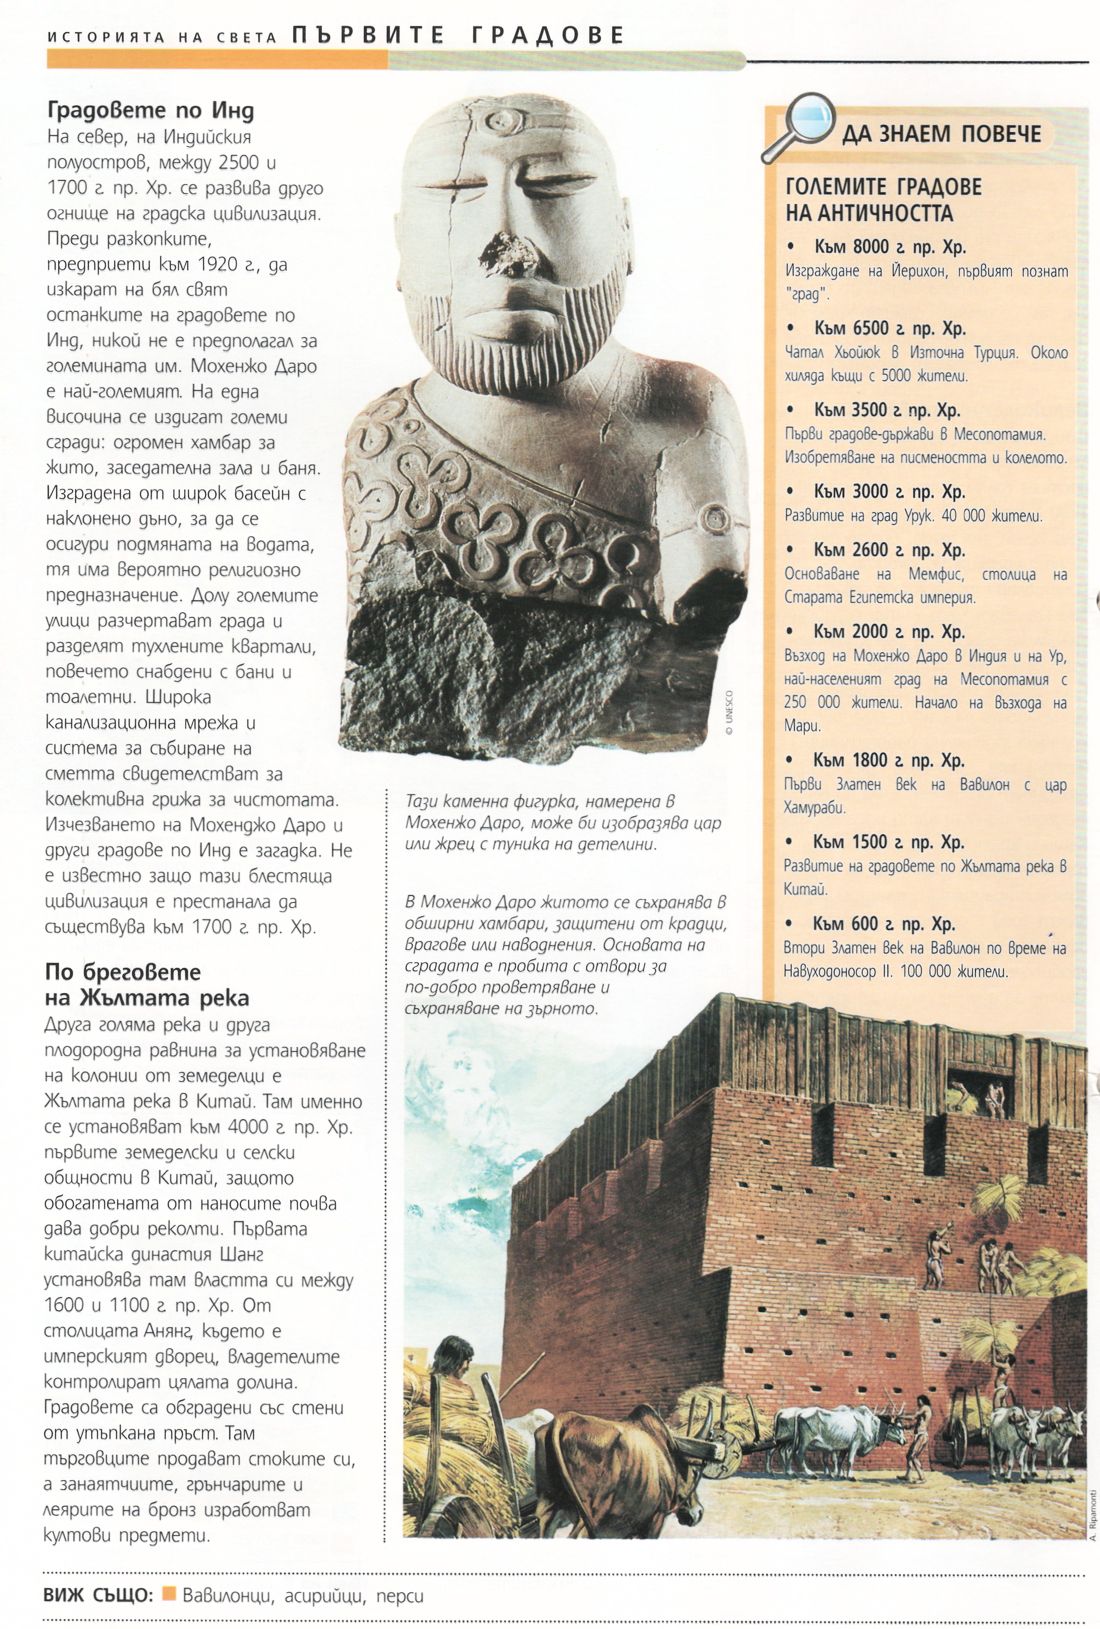 ИСТОРИЯТА НА СВЕТА ПЪРВИТЕ ГРАДОВЕ
Градовете по Инд
На север, на Индийския
полуостров, между 2500 и
1700 г. пр. Хр. се развива друго
огнище на градска цивилизация.
Преди разкопките,
предприети към 1920 г., да
изкарат на бял свят
останките на градовете по
Инд, никой не е предполагал за
големината им. Мохенжо Даро
е най-големият. На една
височина се издигат големи
сгради: огромен хамбар за
жито, заседателна зала и баня.
Изградена от широк басейн с
наклонено дъно, за да се
осигури подмяната на водата,
тя има вероятно религиозно
предназначение. Долу големите
улици разчертават града и
разделят тухлените квартали,
повечето снабдени с бани и
тоалетни. Широка
канализационна мрежа и
система за събиране на
сметта свидетелстват за
колективна грижа за чистотата.
Изчезването на Мохенджо Даро и
други градове по Инд е загадка. Не
е известно защо тази блестяща
цивилизация е престанала да
съществува към 1700 г. пр. Хр.
По бреговете
на Жълтата река
Друга голяма река и друга
плодородна равнина за установяване
на колонии от земеделци е
Жълтата река в Китай. Там именно
се установяват към 4000 г. пр. Хр.
първите земеделски и селски
общности в Китай, защото
обогатената от наносите почва
дава добри реколти. Първата
китайска династия Шанг
установява там властта си между
1600 и 1100 г. пр. Хр. От
столицата Анянг, където е
имперският дворец, владетелите
контролират цялата долина.
Градовете са обградени със стени
от утъпкана пръст. Там
търговците продават стоките си,
а занаятчиите, грънчарите и
леярите на бронз изработват
култови предмети.
© UNESCO
Тази каменна фигурка, намерена в
Мохенжо Даро, може би изобразява цар
или жрец с туника на детелини.
В Мохенжо Даро житото се съхранява в
обширни хамбари, защитени от крадци,
врагове или наводнения. Основата на
сградата е пробита с отвори за
по-добро проветряване и
съхраняване на зърното.
ДА ЗНАЕМ ПОВЕЧЕ
ГОЛЕМИТЕ ГРАДОВЕ
НА АНТИЧНОСТТА
• Към 8000 г. пр. Хр.
Изграждане на Йерихон, първият познат
"град".
• Към 6500 г. пр. Хр.
Чатал Хьойюк в Източна Турция. Около
хиляда къщи с 5000 жители.
• Към 3500 г. пр. Хр.
Първи градове-държави в Месопотамия.
Изобретяване на писмеността и колелото.
• Към 3000 г. пр. Хр.
Развитие на град Урук. 40 000 жители.
• Към 2600 г. пр. Хр.
Основаване на Мемфис, столица на
Старата Египетска империя.
• Към 2000 г. пр. Хр.
Възход на Мохенжо Даро в Индия и на Ур,
най-населеният град на Месопотамия с
250 000 жители. Начало на възхода на
Мари.
• Към 1800 г. пр. Хр.
Първи Златен век на Вавилон с цар
Хамураби.
• Към 1500 г. пр. Хр.
Развитие на градовете по Жълтата река в
Китай.
• Към 600 г. пр. Хр.
Втори Златен век на Вавилон по време на
Навуходоносор II. 100 000 жители.
A. Ripamonti
ВИЖ СЪЩО: Вавилонци, асирийци, перси